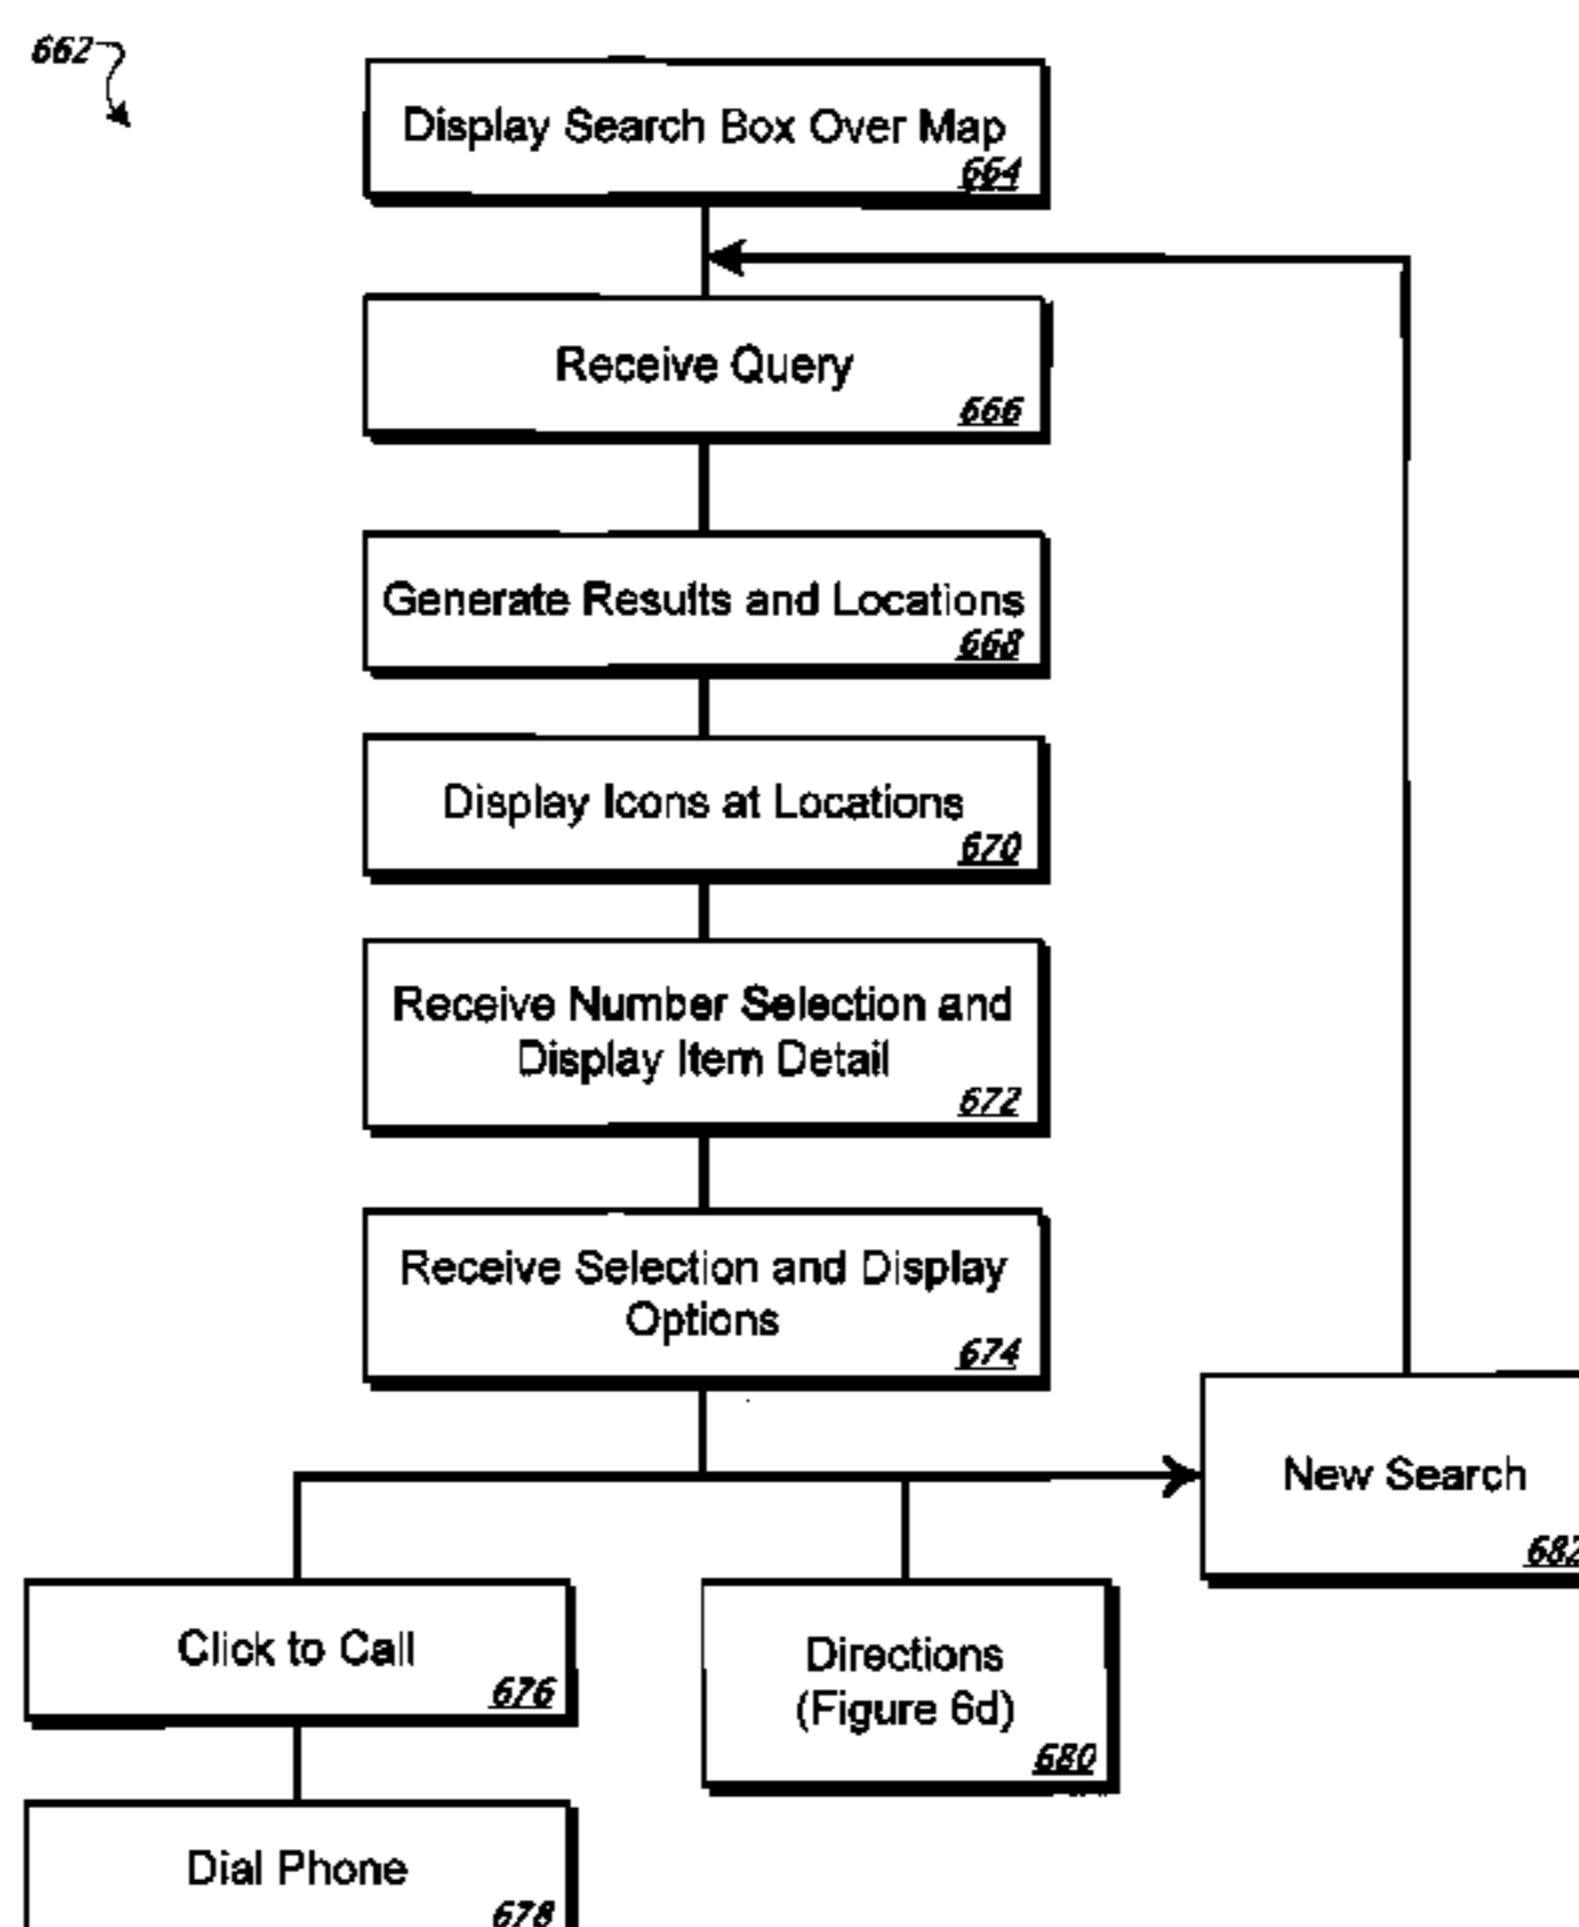 662
Display Search Box Over Map
664
Receive Query
666
Generate Results and Locations
668
Display Icons at Locations
670
Receive Number Selection and
Display Item Detail
672
Receive Selection and Display
Options
674
New Search
682
Click to Call
676
Directions
(Figure 6d)
680
Dial Phone
678